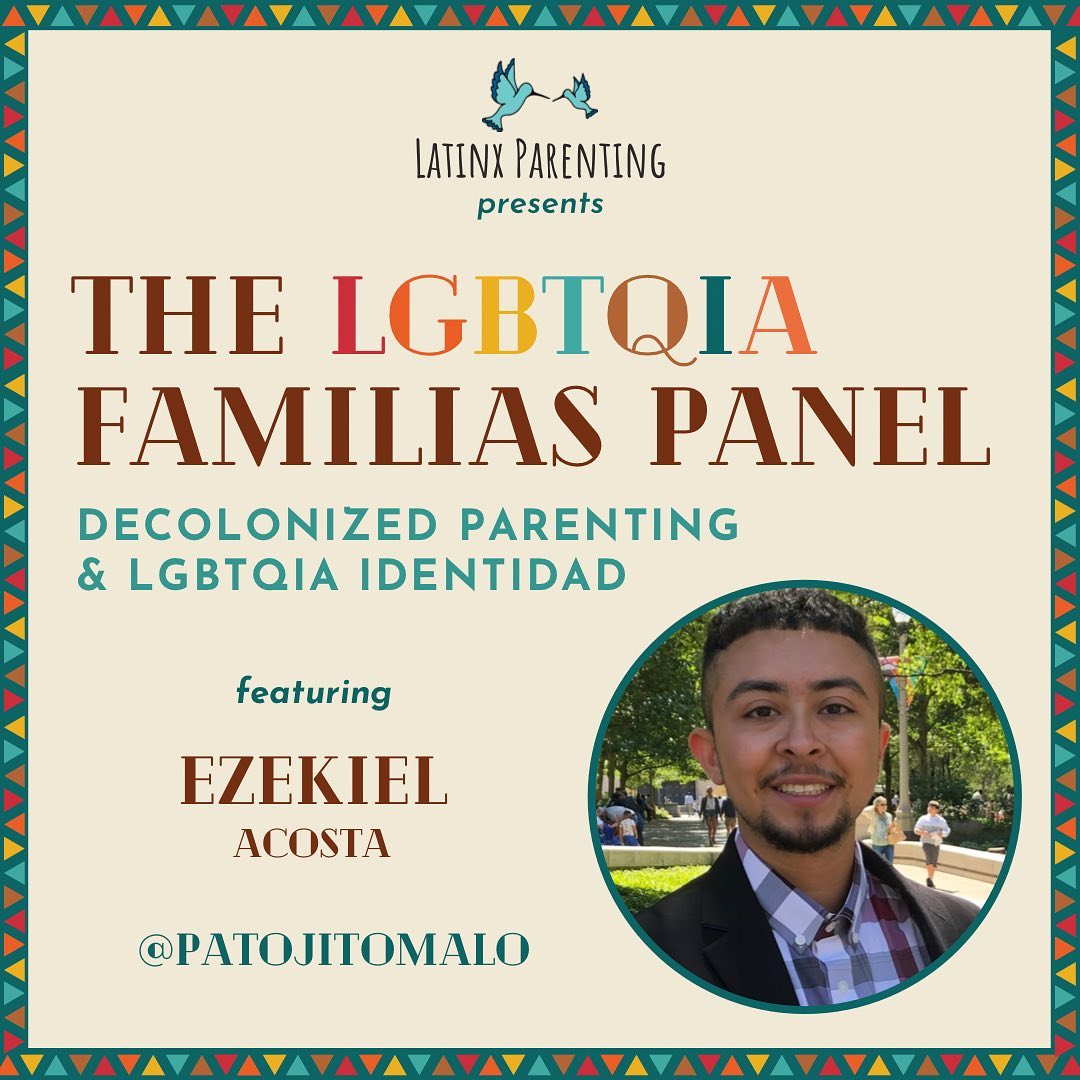 LATINX PARENTING
presents
THE LGBTQIA
FAMILIAS PANEL
DECOLONIZED PARENTING
& LGBTQIA IDENTIDAD
featuring
EZEKIEL
ACOSTA
@PATOJITOMALO